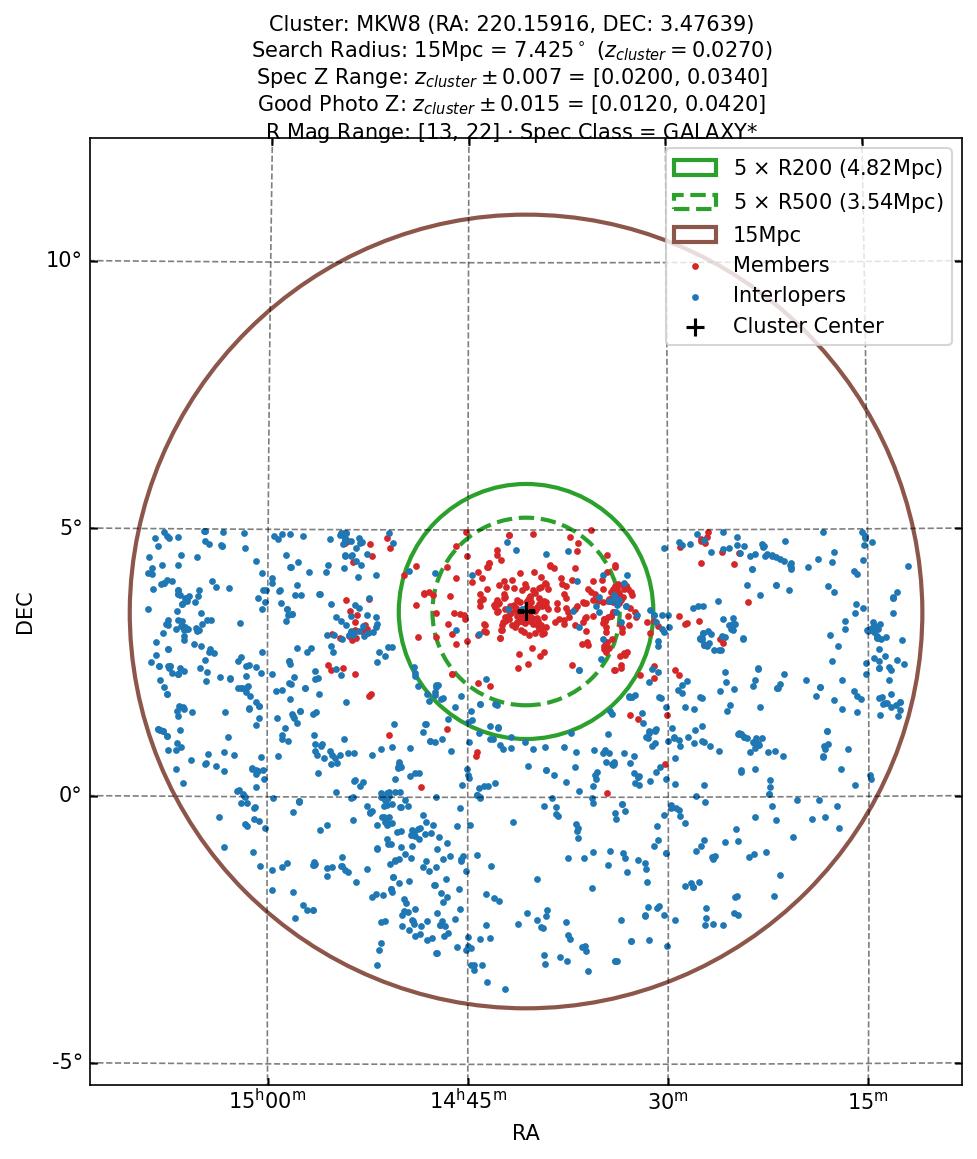 Cluster: MKW8 (RA: 220.15916, DEC: 3.47639)
Search Radius: 15Mpc = 7.425° (z_cluster = 0.0270)
Spec Z Range: z_cluster ± 0.007 = [0.0200, 0.0340]
Good Photo Z: z_cluster ± 0.015 = [0.0120, 0.0420]
R Mag Range: [13, 22] · Spec Class = GALAXY*
5 × R200 (4.82Mpc)
5 × R500 (3.54Mpc)
15Mpc
Members
Interlopers
Cluster Center
10°
5°
0°
-5°
DEC
15h00m
14h45m
30m
15m
RA